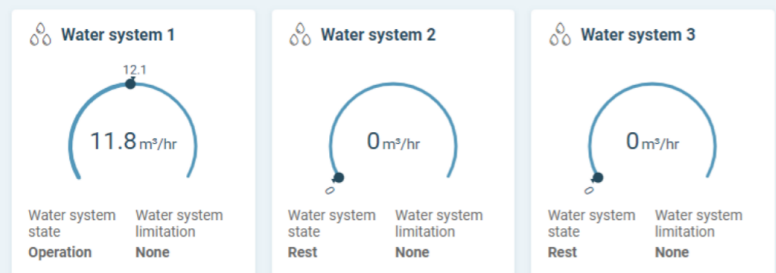 Water system 1
12.1
11.8 m³/hr
Water system state
Water system limitation
Operation
None
Water system 2
0 m³/hr
0
Water system state
Water system limitation
Rest
None
Water system 3
0 m³/hr
0
Water system state
Water system limitation
Rest
None